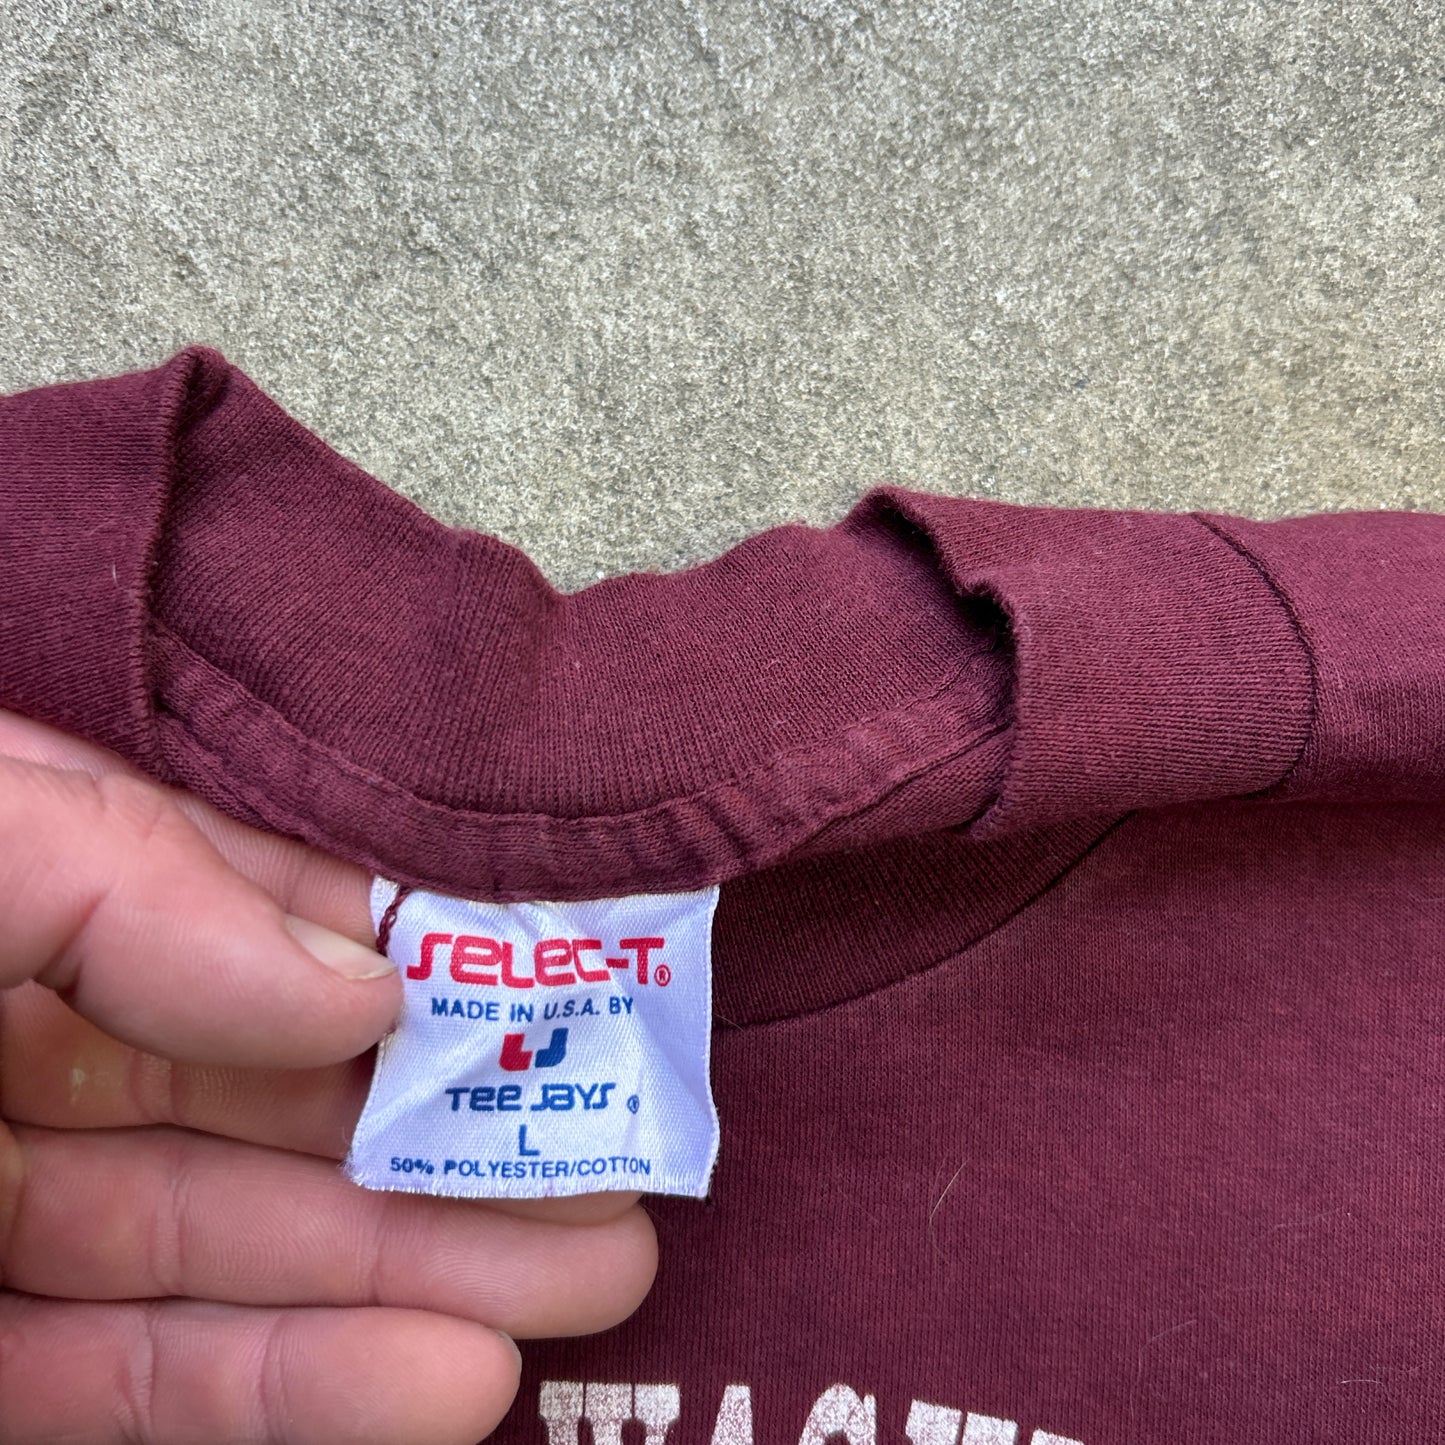 SELEC-T®
MADE IN U.S.A. BY
TEE JAYS ®
L
50% POLYESTER/COTTON